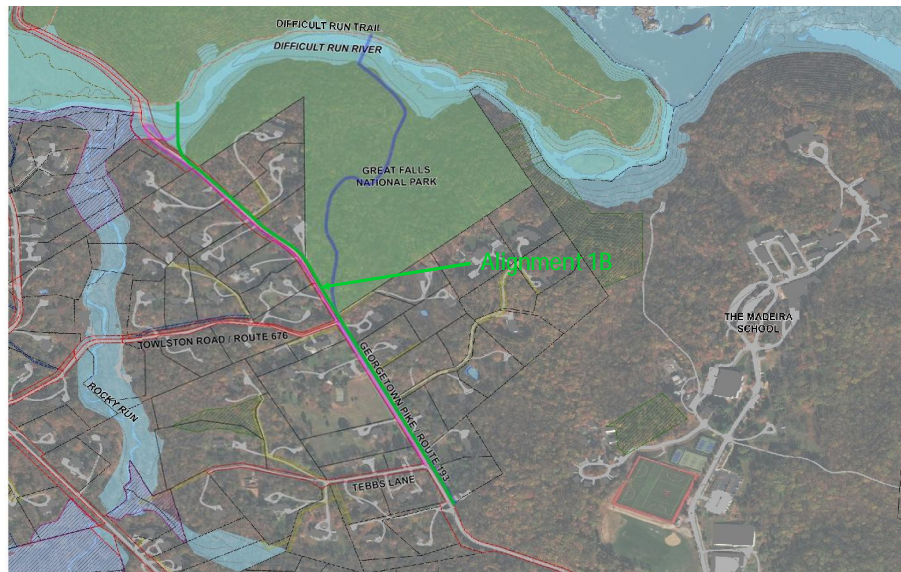 DIFFICULT RUN TRAIL
DIFFICULT RUN RIVER
GREAT FALLS
NATIONAL PARK
Alignment 1B
THE MADEIRA
SCHOOL
TOWLSTON ROAD / ROUTE 676
GEORGETOWN PIKE / ROUTE 193
ROCKY RUN
TEBBS LANE